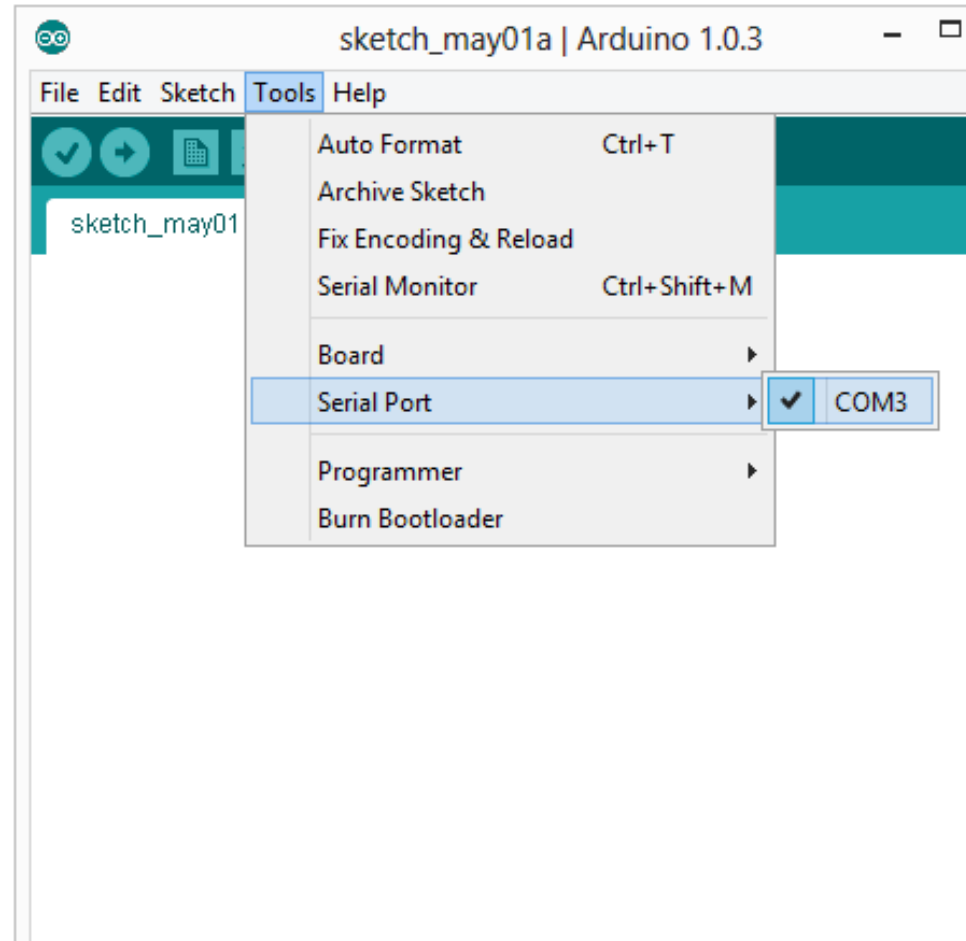 sketch_may01a | Arduino 1.0.3
File Edit Sketch Tools Help
sketch_may01
Auto Format Ctrl+T
Archive Sketch
Fix Encoding & Reload
Serial Monitor Ctrl+Shift+M
Board
Serial Port
COM3
Programmer
Burn Bootloader